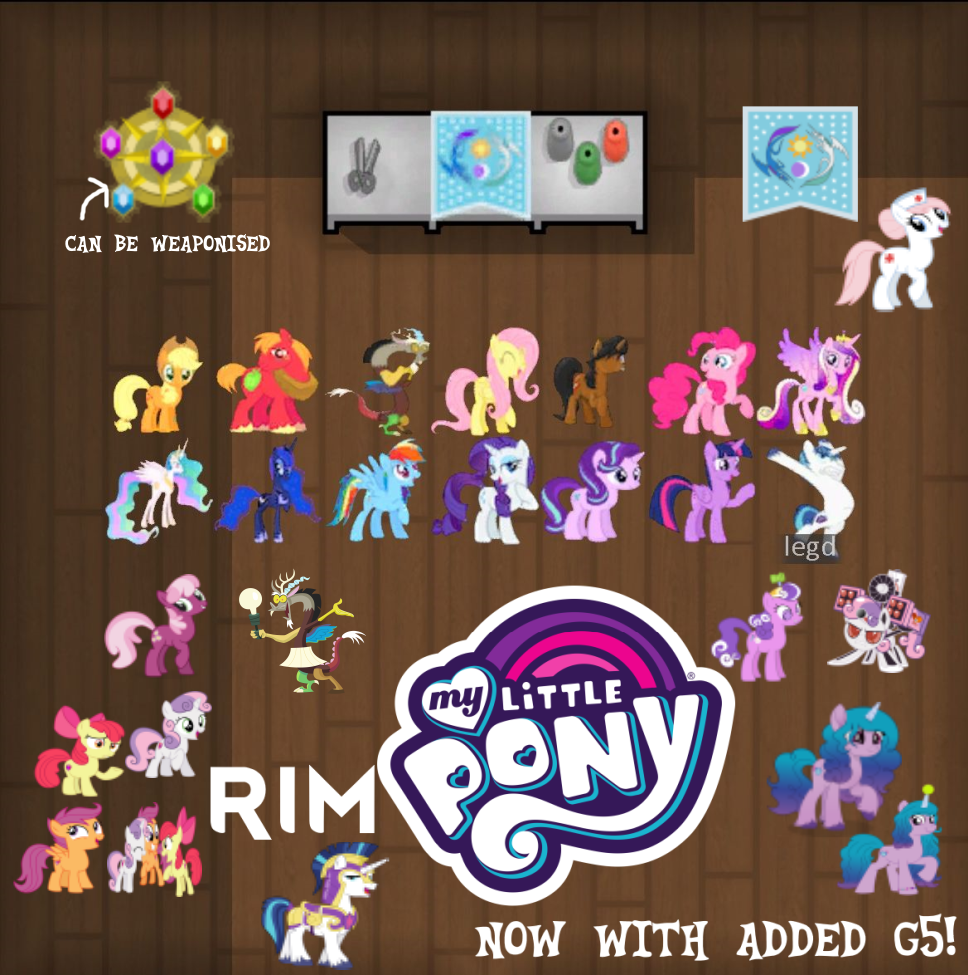 CAN BE WEAPONISED
legd
my LiTTLE
PONY
®
RIM
NOW WITH ADDED G5!